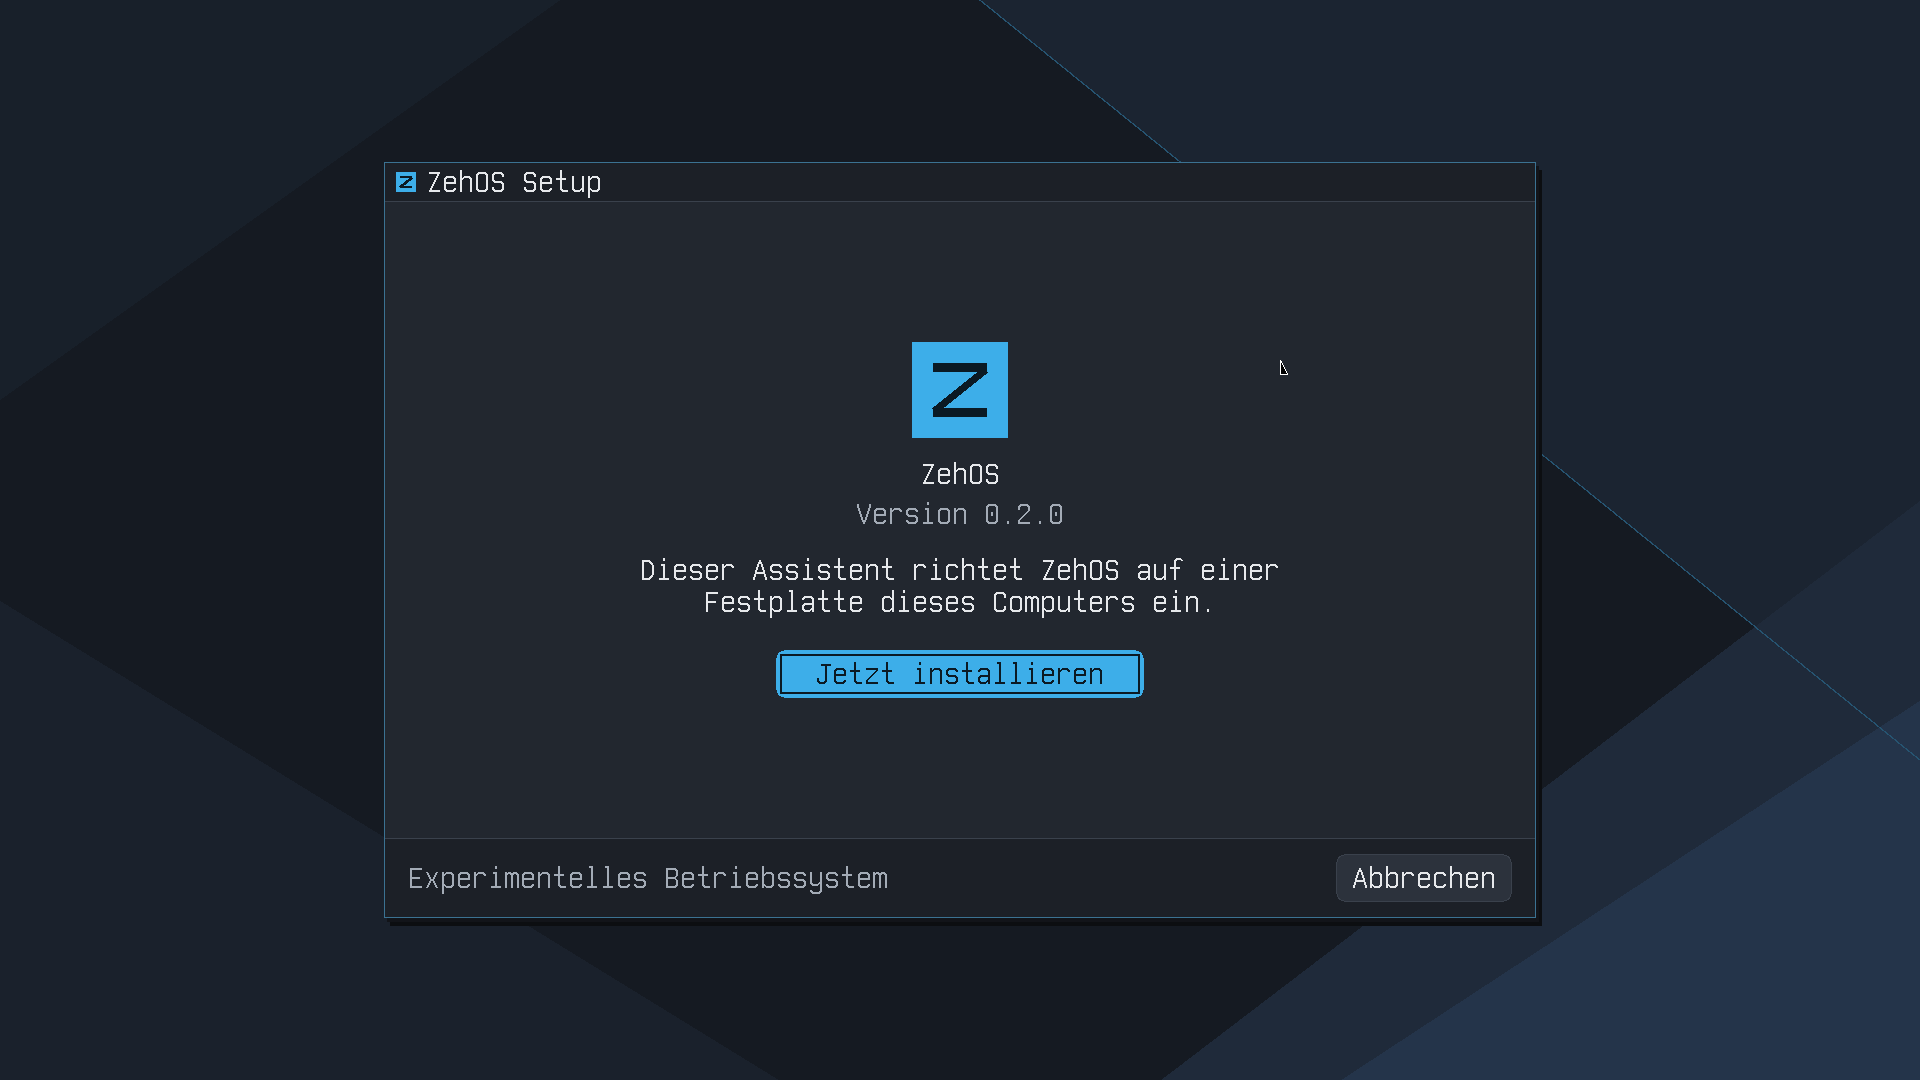 Z ZehOS Setup
Z
ZehOS
Version 0.2.0
Dieser Assistent richtet ZehOS auf einer
Festplatte dieses Computers ein.
Jetzt installieren
Experimentelles Betriebssystem
Abbrechen